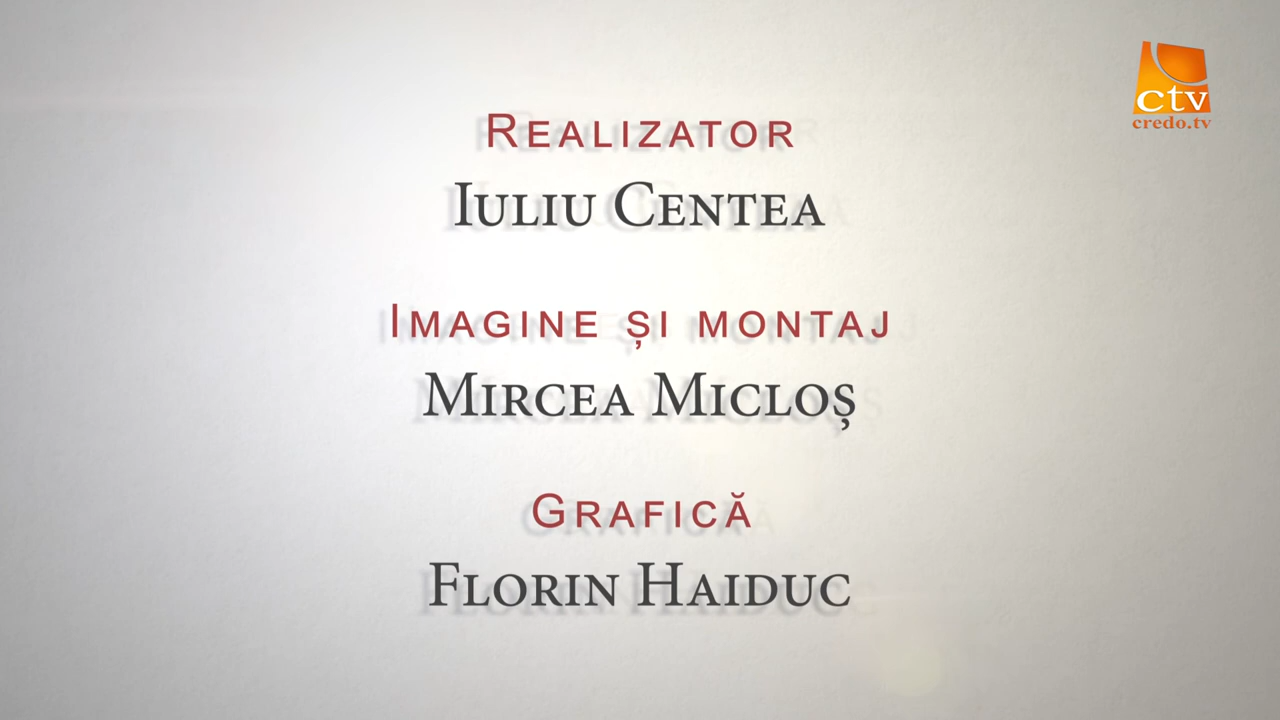 Realizator
Iuliu Centea
Imagine și montaj
Mircea Micloș
Grafică
Florin Haiduc
ctv
credo.tv